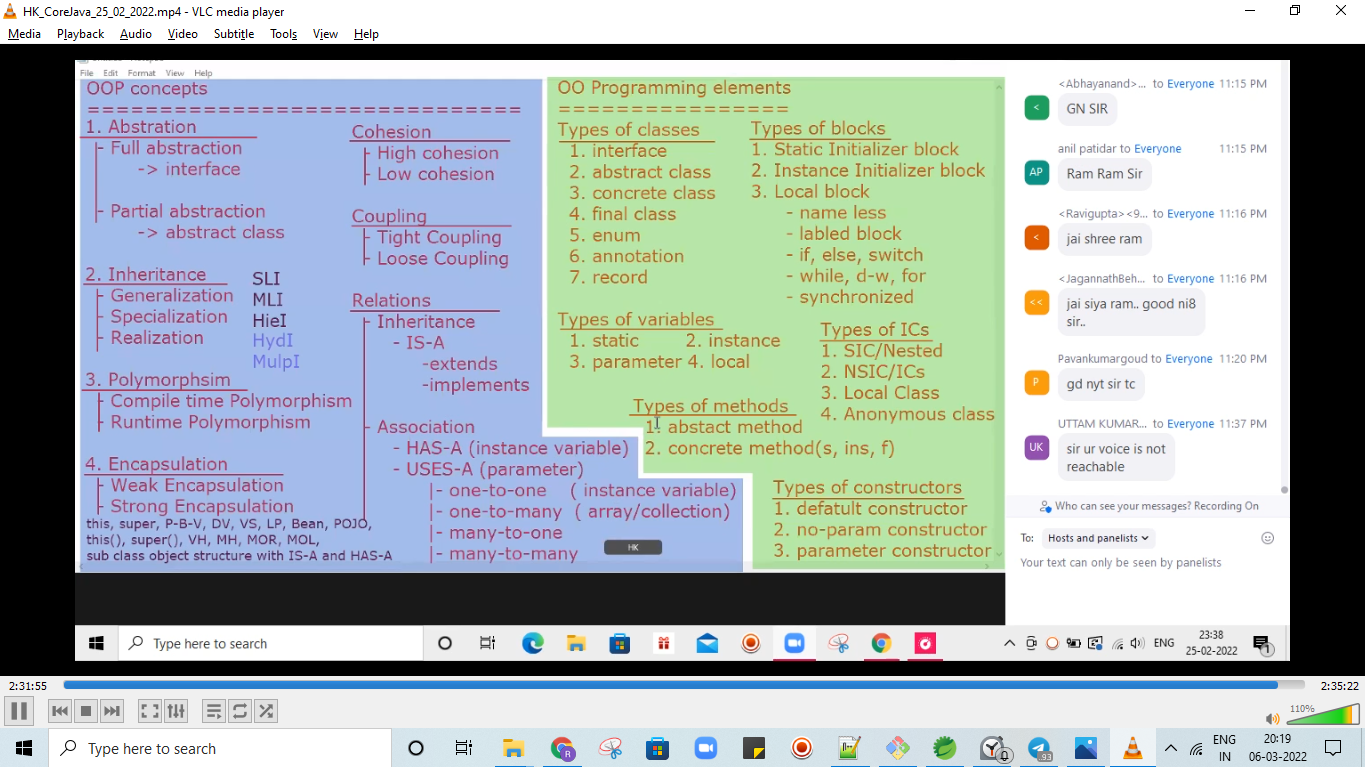 HK_CoreJava_25_02_2022.mp4 - VLC media player
Media Playback Audio Video Subtitle Tools View Help
File Edit Format View Help
OOP concepts
==============================
1. Abstration
|- Full abstraction
-> interface
|- Partial abstraction
-> abstract class
2. Inheritance
|- Generalization
|- Specialization
|- Realization
SLI
MLI
HieI
HydI
MulpI
3. Polymorphsim
|- Compile time Polymorphism
|- Runtime Polymorphism
4. Encapsulation
|- Weak Encapsulation
|- Strong Encapsulation
this, super, P-B-V, DV, VS, LP, Bean, POJO,
this(), super(), VH, MH, MOR, MOL,
sub class object structure with IS-A and HAS-A
Cohesion
|- High cohesion
|- Low cohesion
Coupling
|- Tight Coupling
|- Loose Coupling
Relations
|- Inheritance
- IS-A
-extends
-implements
|- Association
- HAS-A (instance variable)
- USES-A (parameter)
|- one-to-one ( instance variable)
|- one-to-many ( array/collection)
|- many-to-one
|- many-to-many
HK
OO Programming elements
================
Types of classes
1. interface
2. abstract class
3. concrete class
4. final class
5. enum
6. annotation
7. record
Types of blocks
1. Static Initializer block
2. Instance Initializer block
3. Local block
- name less
- labled block
- if, else, switch
- while, d-w, for
- synchronized
Types of variables
1. static 2. instance
3. parameter 4. local
Types of ICs
1. SIC/Nested
2. NSIC/ICs
3. Local Class
4. Anonymous class
Types of methods
1. abstact method
2. concrete method(s, ins, f)
Types of constructors
1. defatult constructor
2. no-param constructor
3. parameter constructor
<Abhayanand>... to Everyone 11:15 PM
< GN SIR
anil patidar to Everyone 11:15 PM
AP Ram Ram Sir
<Ravigupta><9... to Everyone 11:16 PM
< jai shree ram
<JagannathBeh... to Everyone 11:16 PM
<< jai siya ram.. good ni8
sir..
Pavankumargoud to Everyone 11:20 PM
P gd nyt sir tc
UTTAM KUMAR... to Everyone 11:37 PM
UK sir ur voice is not
reachable
Who can see your messages? Recording On
To: Hosts and panelists
Your text can only be seen by panelists
Type here to search
ENG
23:38
25-02-2022
1
2:31:55
2:35:22
110%
Type here to search
R
93
ENG
IN
20:19
06-03-2022